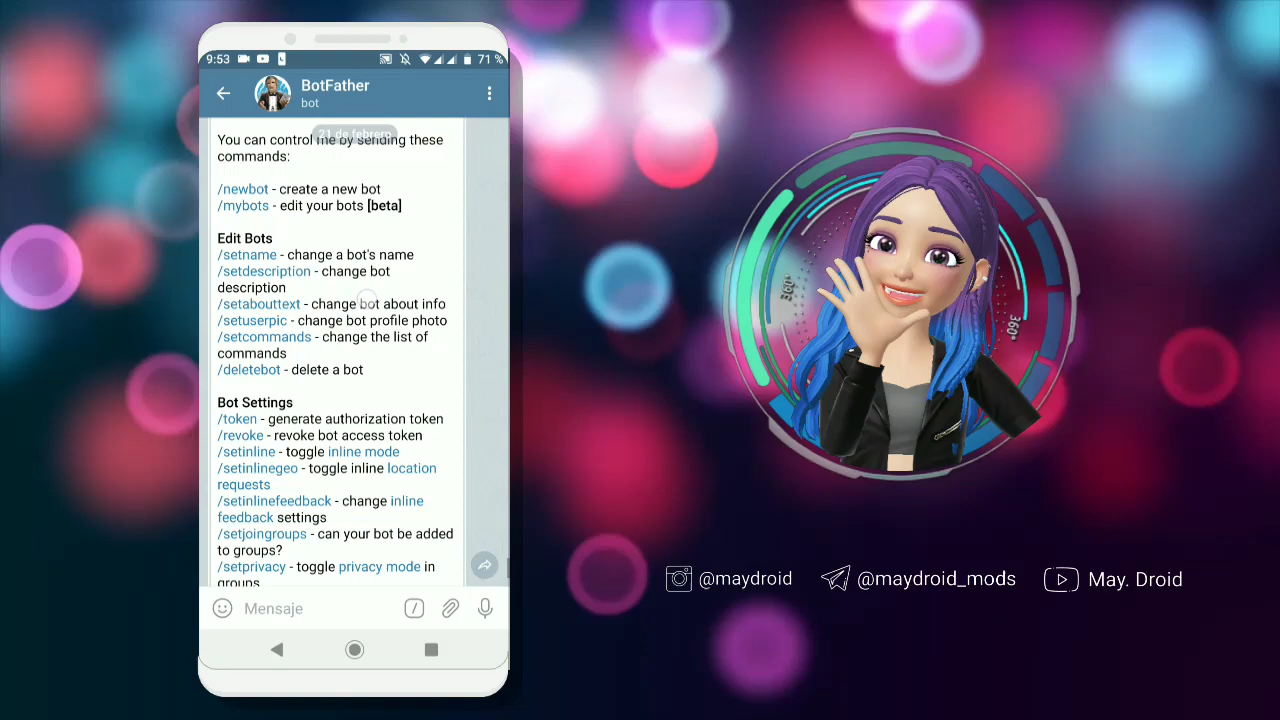 9:53
71 %
BotFather
bot
21 de febrero
You can control me by sending these
commands:
/newbot - create a new bot
/mybots - edit your bots [beta]
Edit Bots
/setname - change a bot's name
/setdescription - change bot
description
/setabouttext - change bot about info
/setuserpic - change bot profile photo
/setcommands - change the list of
commands
/deletebot - delete a bot
Bot Settings
/token - generate authorization token
/revoke - revoke bot access token
/setinline - toggle inline mode
/setinlinegeo - toggle inline location
requests
/setinlinefeedback - change inline
feedback settings
/setjoingroups - can your bot be added
to groups?
/setprivacy - toggle privacy mode in
groups
Mensaje
360°
@maydroid
@maydroid_mods
May. Droid